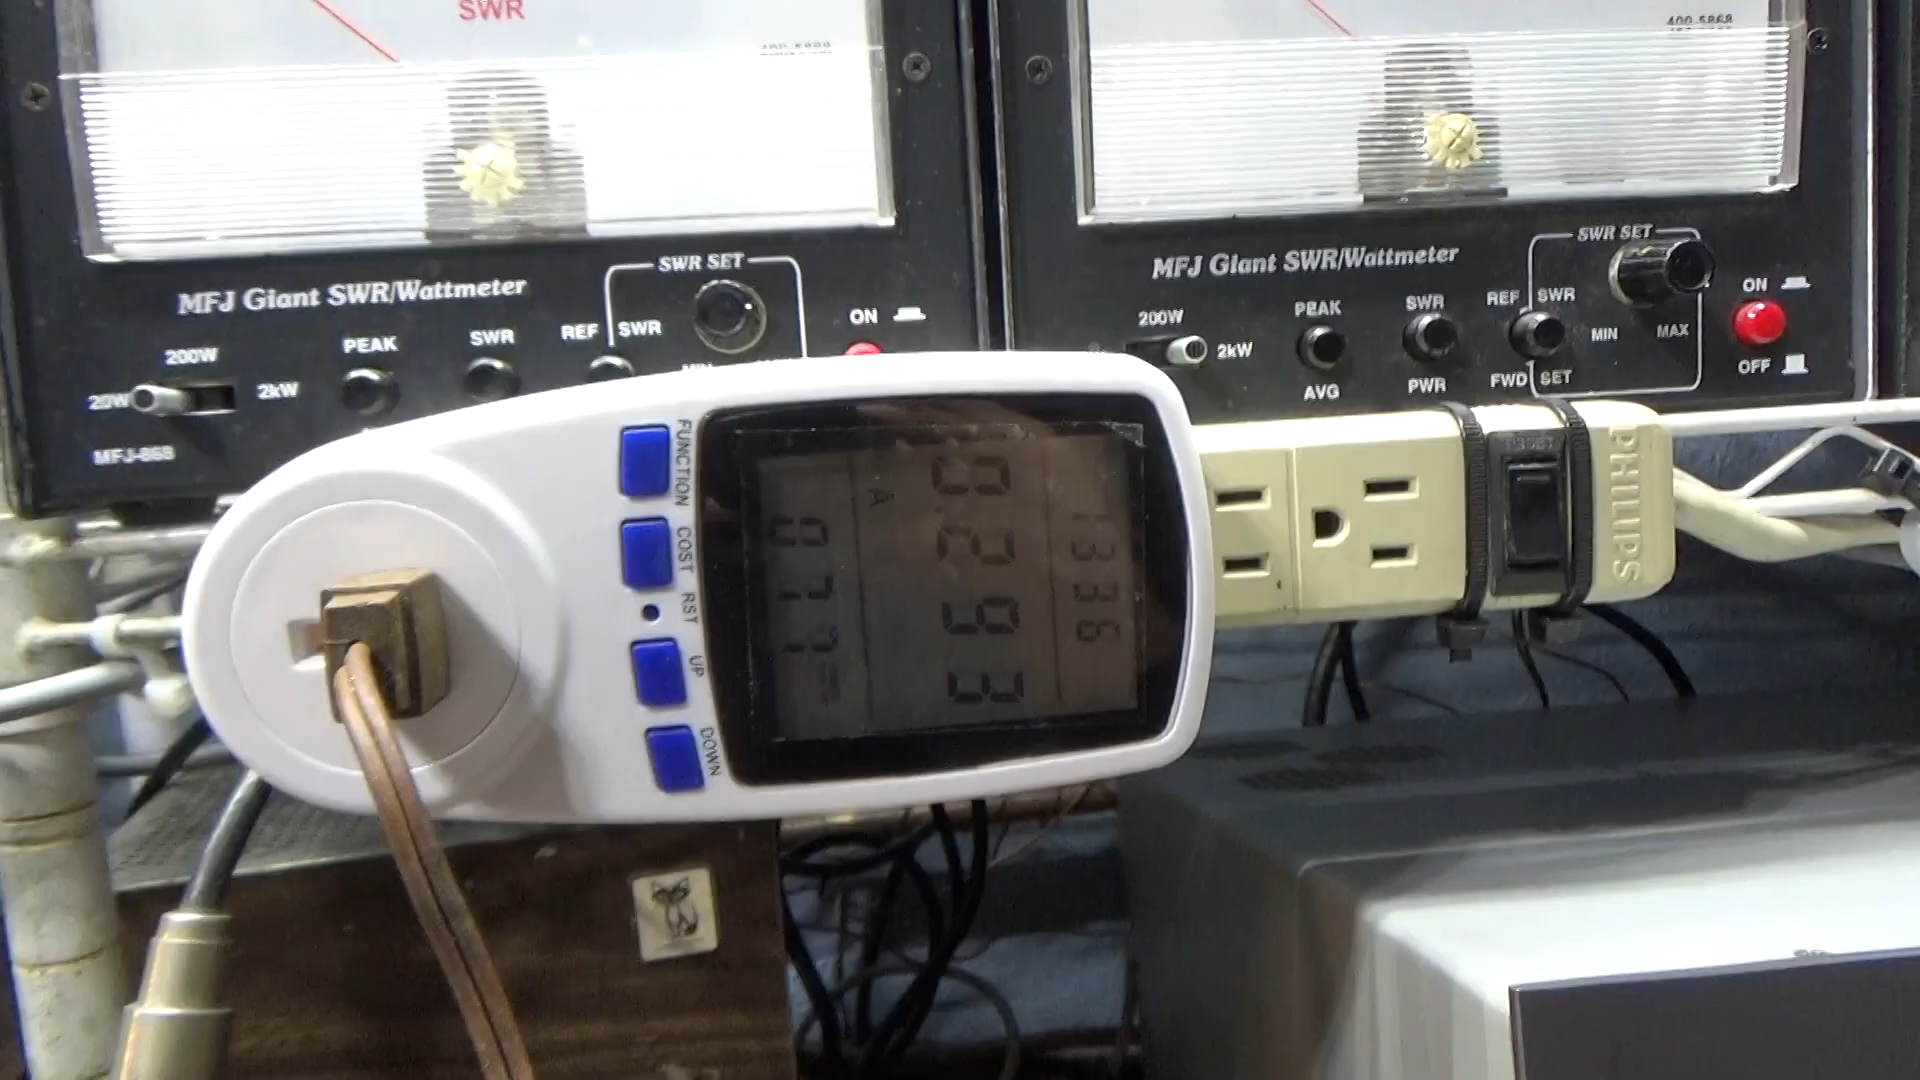 SWR
400-5868
MFJ Giant SWR/Wattmeter
SWR SET
200W
20W
2kW
PEAK
SWR
REF
SWR
ON
MFJ-868
MFJ Giant SWR/Wattmeter
SWR SET
200W
2kW
PEAK
AVG
SWR
PWR
REF
SWR
FWD
SET
MIN
MAX
ON
OFF
FUNCTION
COST
RST
UP
DOWN
A
PHILIPS